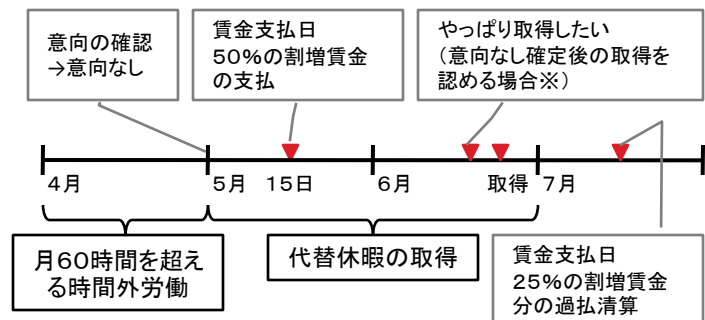 意向の確認
→意向なし
賃金支払日
50%の割増賃金
の支払
やっぱり取得したい
(意向なし確定後の取得を
認める場合※)
4月
5月
15日
6月
取得
7月
月60時間を超え
る時間外労働
代替休暇の取得
賃金支払日
25%の割増賃金
分の過払清算